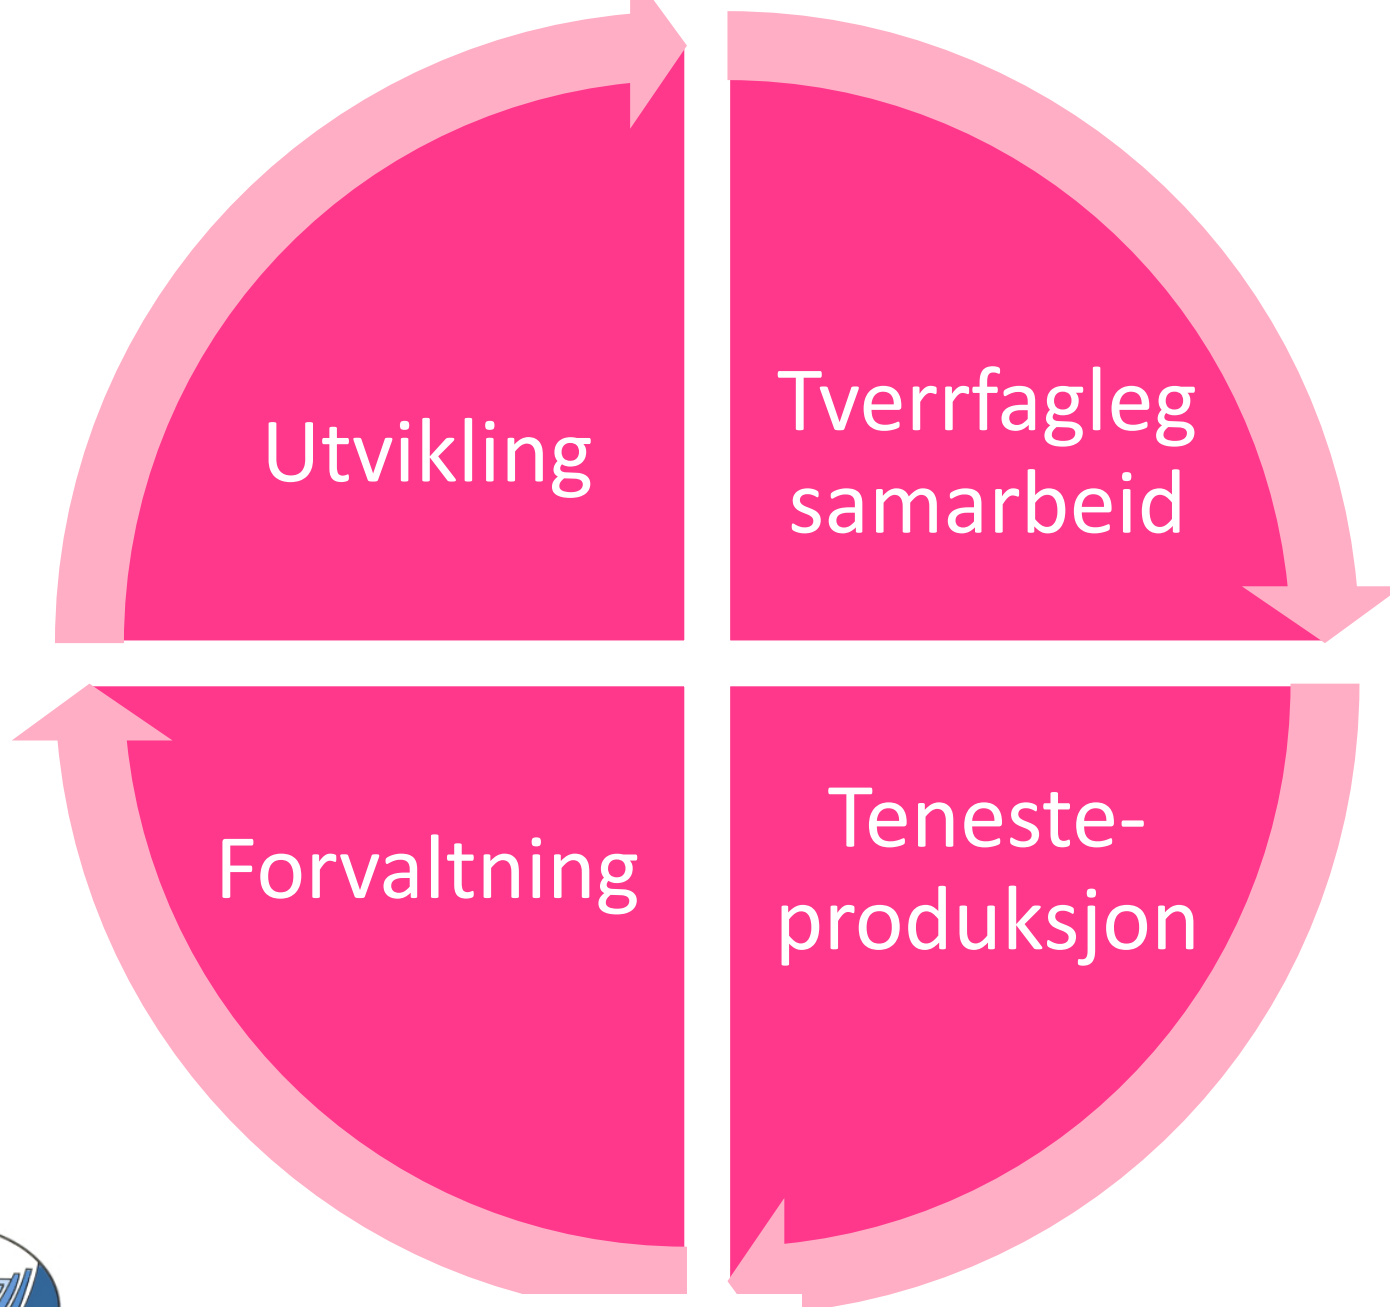 Utvikling
Tverrfagleg
samarbeid
Forvaltning
Teneste-
produksjon